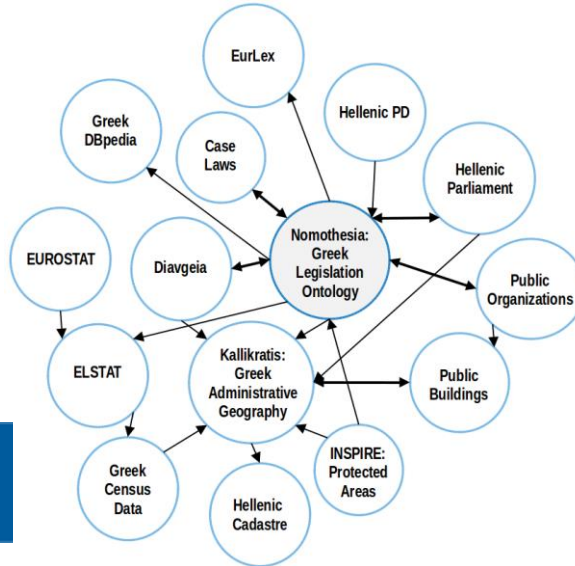 EurLex
Hellenic PD
Greek
DBpedia
Case
Laws
Hellenic
Parliament
Nomothesia:
Greek
Legislation
Ontology
EUROSTAT
Diavgeia
Public
Organizations
ELSTAT
Kallikratis:
Greek
Administrative
Geography
Public
Buildings
Greek
Census
Data
Hellenic
Cadastre
INSPIRE:
Protected
Areas